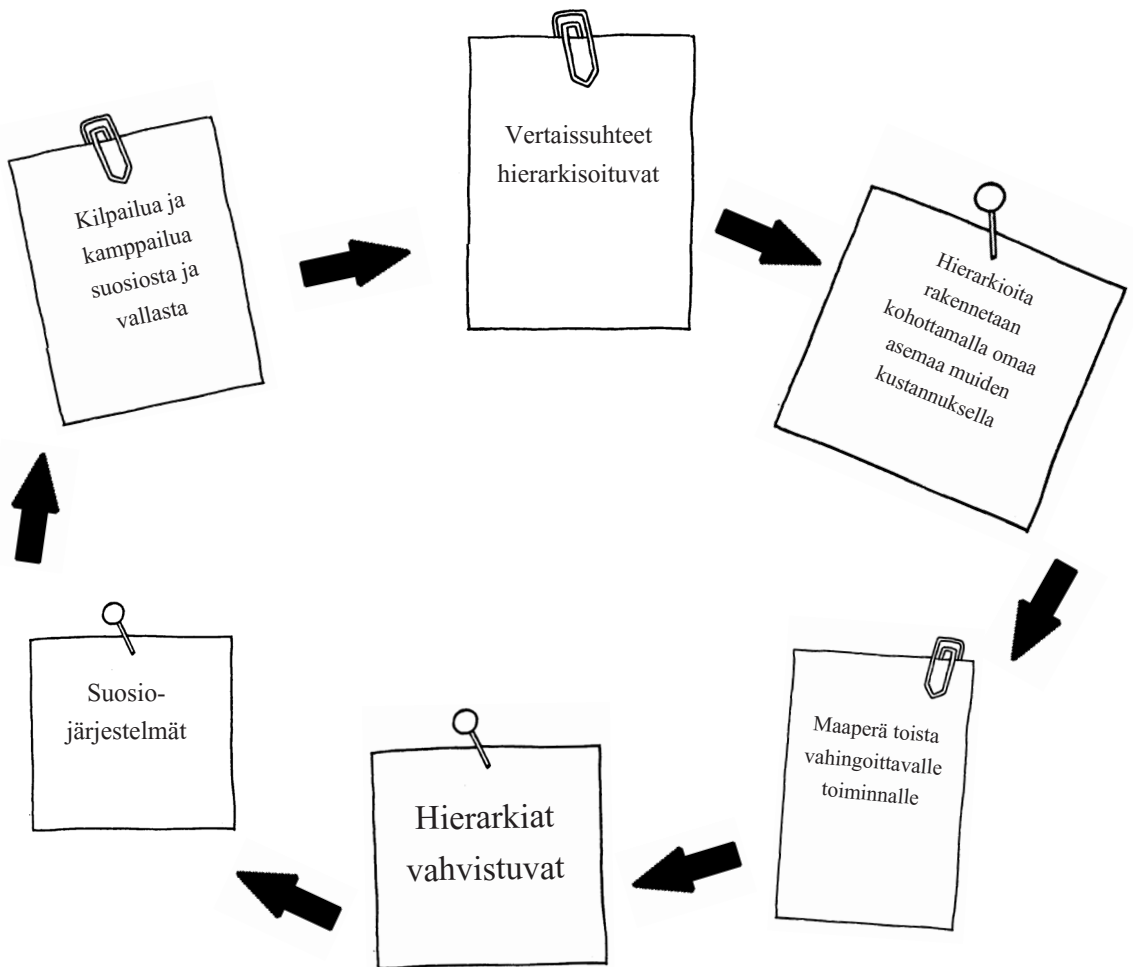 Vertaissuhteet
hierarkisoituvat
Hierarkioita
rakennetaan
kohottamalla omaa
asemaa muiden
kustannuksella
Maaperä toista
vahingoittavalle
toiminnalle
Hierarkiat
vahvistuvat
Suosio-
järjestelmät
Kilpailua ja
kamppailua
suosiosta ja
vallasta